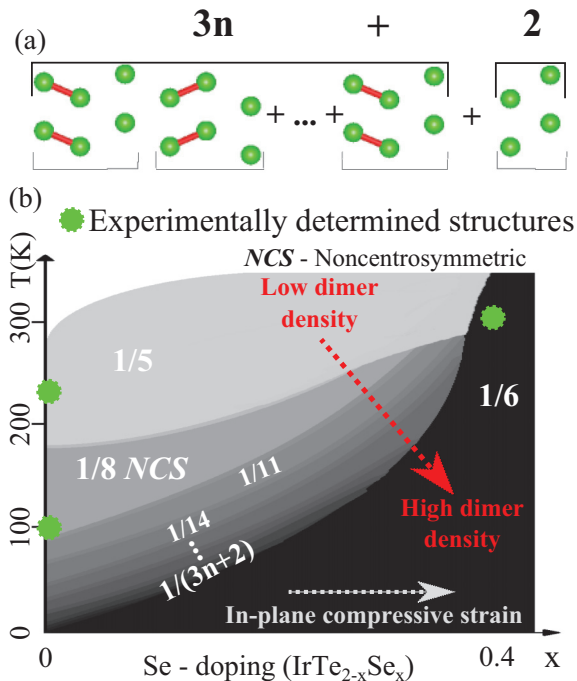 3n + 2
(a)
+ ... + +
(b)
Experimentally determined structures
NCS - Noncentrosymmetric
T(K)
Low dimer
density
300
1/5
1/6
200
1/8 NCS
1/11
High dimer
density
100
1/14
1/(3n+2)
In-plane compressive strain
0
0 0.4 x
Se - doping (IrTe2-xSex)